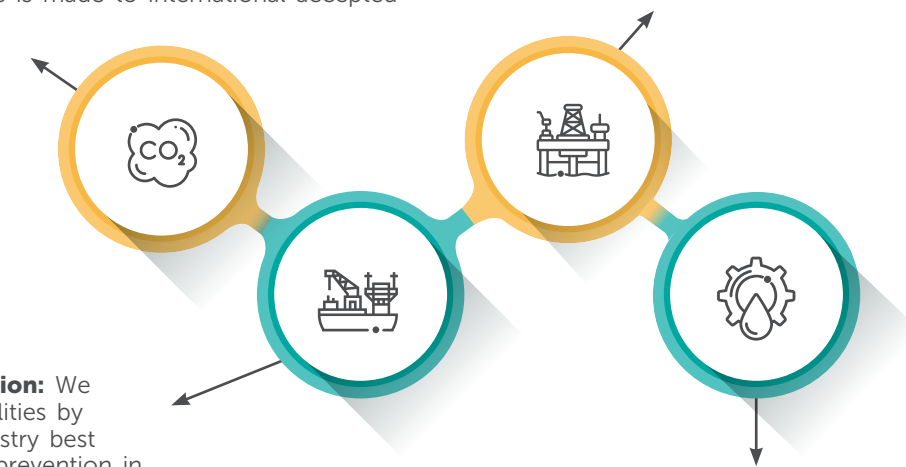 is made to international accepted
CO2
ion: We
lities by
stry best
prevention in